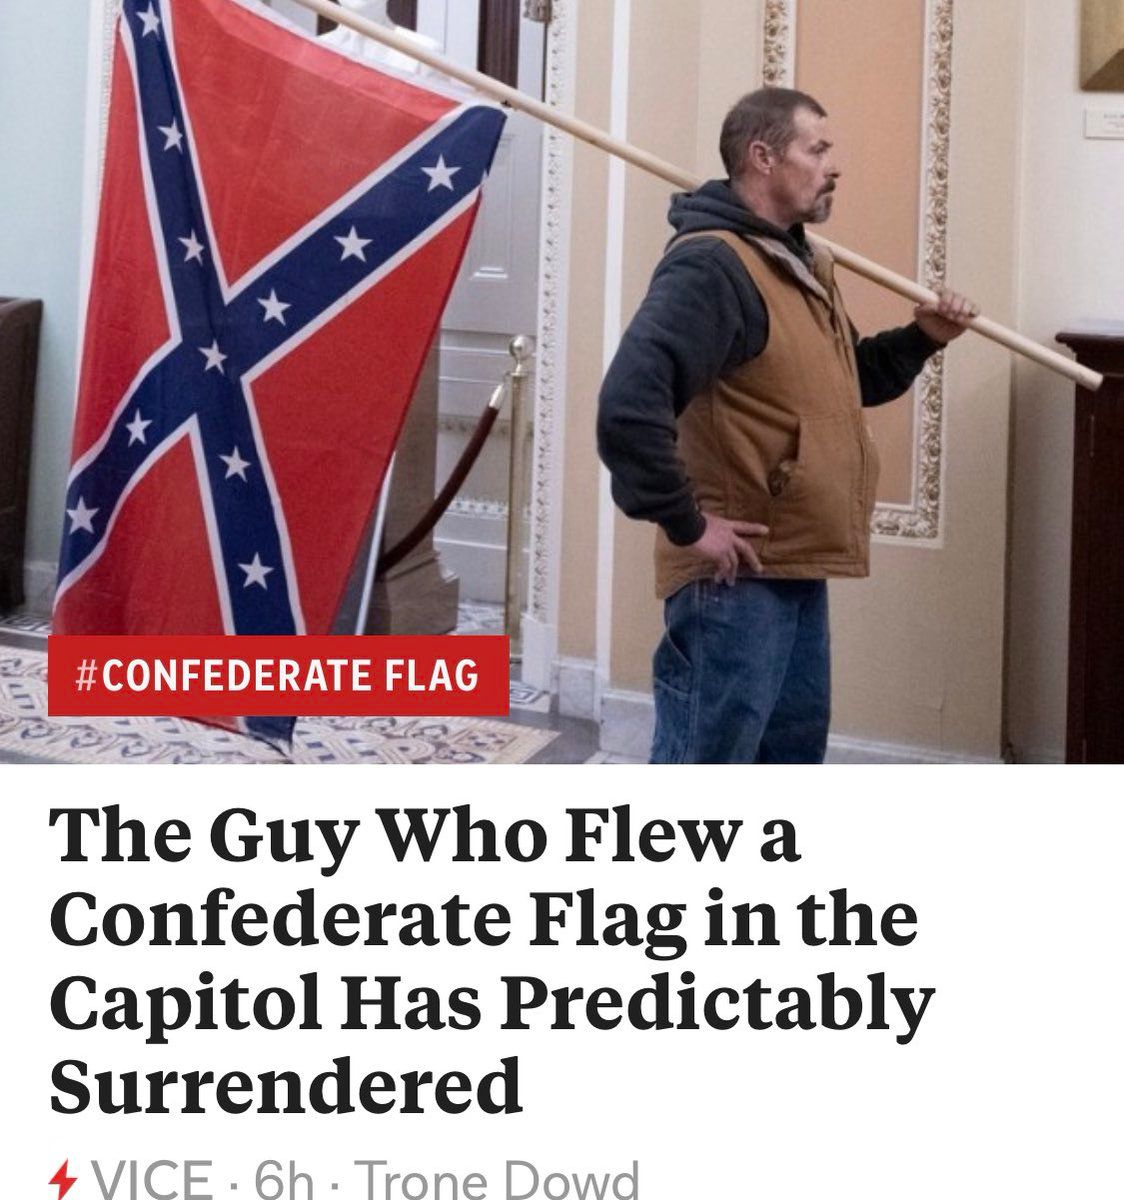 #CONFEDERATE FLAG
The Guy Who Flew a
Confederate Flag in the
Capitol Has Predictably
Surrendered
VICE · 6h · Trone Dowd